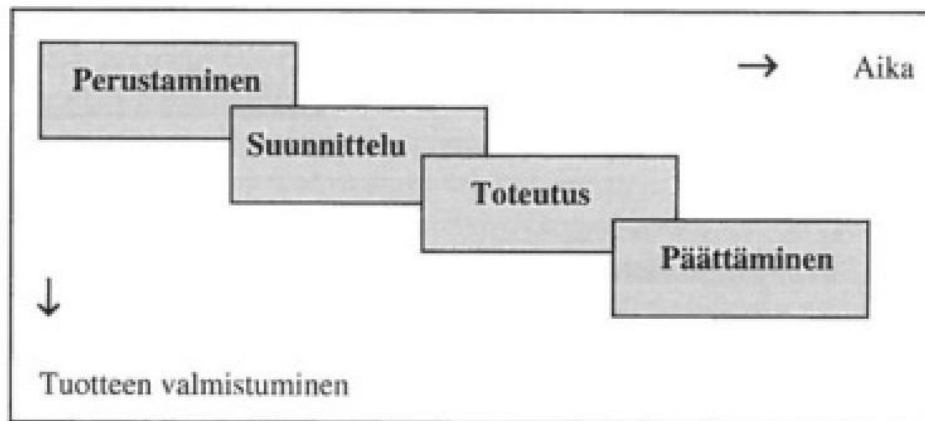 Perustaminen
→ Aika
Suunnittelu
Toteutus
Päättäminen
↓
Tuotteen valmistuminen